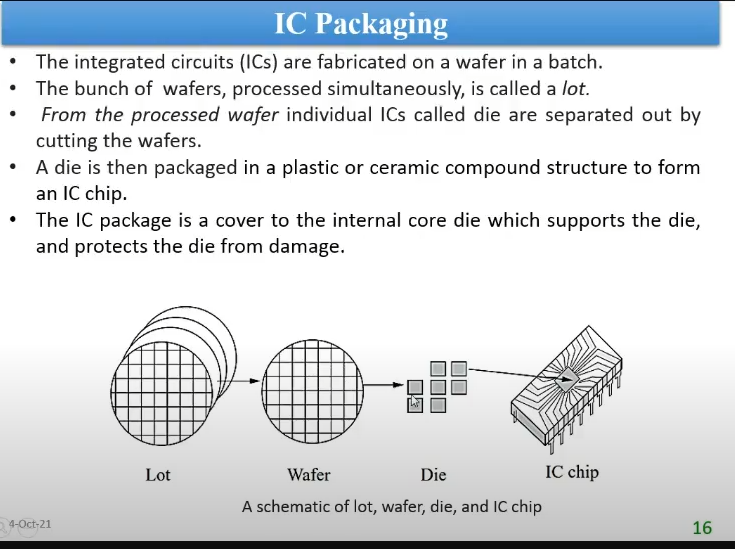 IC Packaging
• The integrated circuits (ICs) are fabricated on a wafer in a batch.
• The bunch of wafers, processed simultaneously, is called a lot.
• From the processed wafer individual ICs called die are separated out by
cutting the wafers.
• A die is then packaged in a plastic or ceramic compound structure to form
an IC chip.
• The IC package is a cover to the internal core die which supports the die,
and protects the die from damage.
Lot
Wafer
Die
IC chip
A schematic of lot, wafer, die, and IC chip
4-Oct-21
16